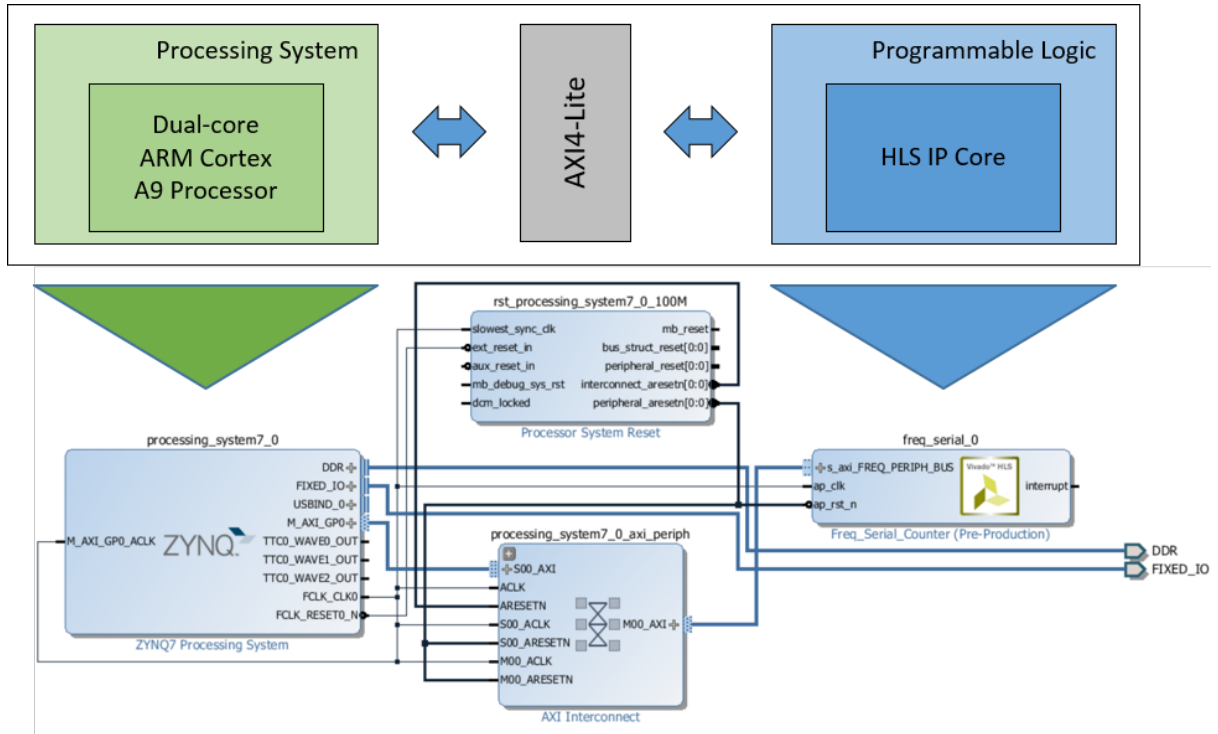 Processing System
Dual-core
ARM Cortex
A9 Processor
AXI4-Lite
Programmable Logic
HLS IP Core
rst_processing_system7_0_100M
slowest_sync_clk
ext_reset_in
aux_reset_in
mb_debug_sys_rst
dcm_locked
mb_reset
bus_struct_reset[0:0]
peripheral_reset[0:0]
interconnect_aresetn[0:0]
peripheral_aresetn[0:0]
Processor System Reset
processing_system7_0
M_AXI_GP0_ACLK
ZYNQ
DDR
FIXED_IO
USBIND_0
M_AXI_GP0
TTC0_WAVE0_OUT
TTC0_WAVE1_OUT
TTC0_WAVE2_OUT
FCLK_CLK0
FCLK_RESET0_N
ZYNQ7 Processing System
processing_system7_0_axi_periph
S00_AXI
ACLK
ARESETN
S00_ACLK
S00_ARESETN
M00_ACLK
M00_ARESETN
M00_AXI
AXI Interconnect
freq_serial_0
s_axi_FREQ_PERIPH_BUS
ap_clk
ap_rst_n
Vivado™ HLS
interrupt
Freq_Serial_Counter (Pre-Production)
DDR
FIXED_IO